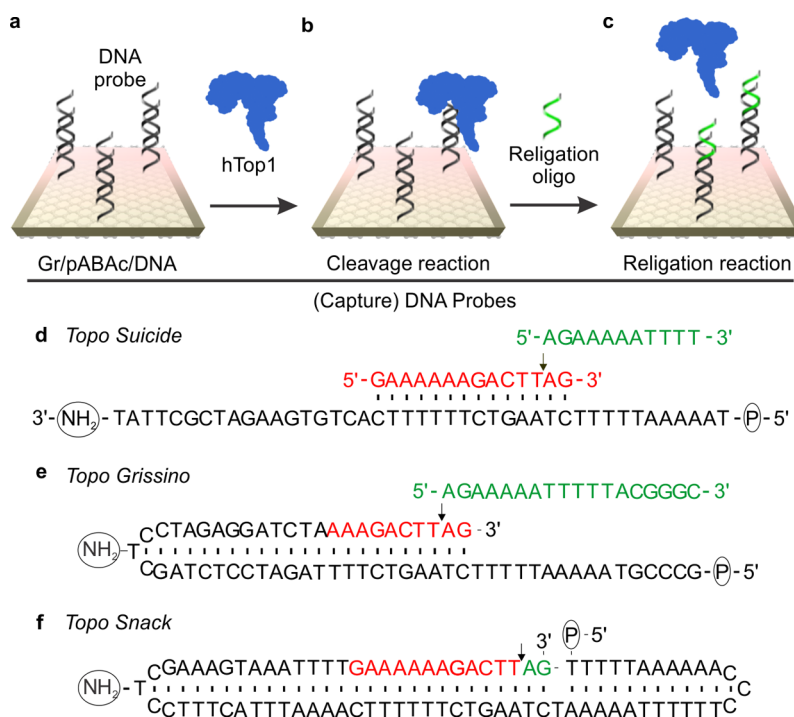 a
b
c
DNA
probe
hTop1
Religation
oligo
Gr/pABAc/DNA
Cleavage reaction
Religation reaction
(Capture) DNA Probes
d Topo Suicide
5'-AGAAAAATTTT-3'
5'-GAAAAAAGACTTAG-3'
3'-NH2-TATTCGCTAGAAGTGTCACTTTTTTCTGAATCTTTTTAAAAAT-P-5'
e Topo Grissino
5'-AGAAAAATTTTTACGGGC-3'
CCTAGAGGATCTAAAAGACTTAG-3'
NH2-T
CGATCTCCTAGATTTTCTGAATCTTTTTAAAAATGCCCG-P-5'
f Topo Snack
3' P-5'
CGAAAGTAAATTTTGAAAAAAGACTTAG-TTTTTAAAAAAC
NH2-T C
CCTTTCATTTAAAACTTTTTTCTGAATCTAAAAATTTTTTC